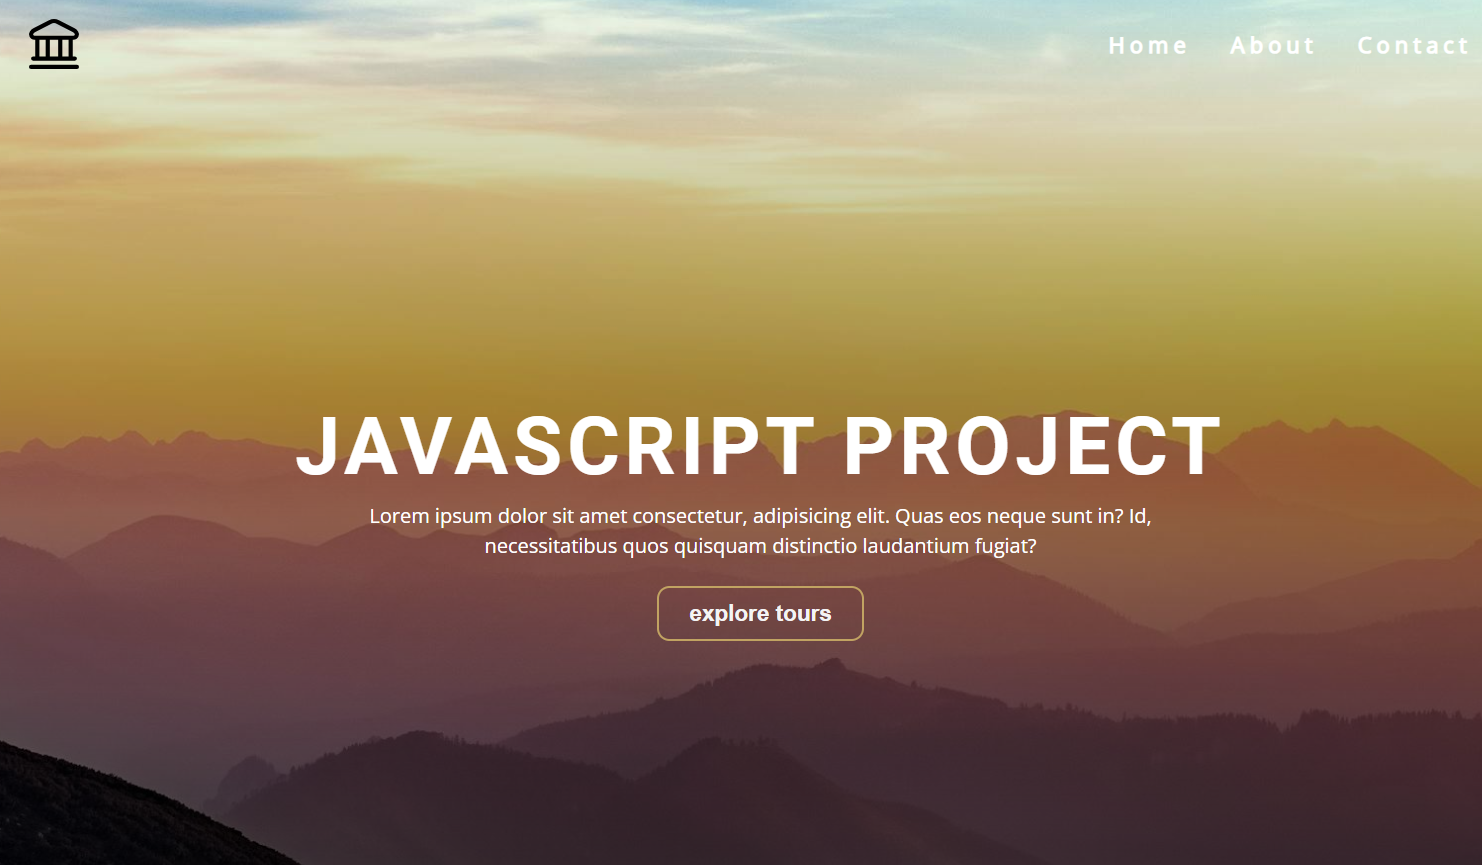 Home About Contact
JAVASCRIPT PROJECT
Lorem ipsum dolor sit amet consectetur, adipisicing elit. Quas eos neque sunt in? Id,
necessitatibus quos quisquam distinctio laudantium fugiat?
explore tours